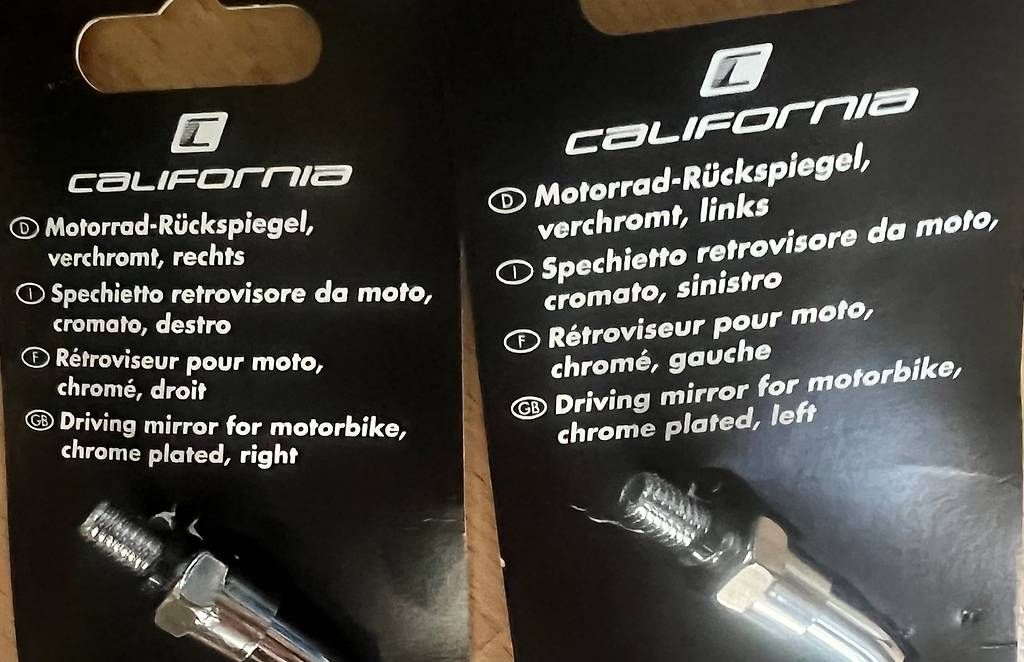 CALIFORNIA
D Motorrad-Rückspiegel,
verchromt, rechts
I Spechietto retrovisore da moto,
cromato, destro
F Rétroviseur pour moto,
chromé, droit
GB Driving mirror for motorbike,
chrome plated, right
CALIFORNIA
D Motorrad-Rückspiegel,
verchromt, links
I Spechietto retrovisore da moto,
cromato, sinistro
F Rétroviseur pour moto,
chromé, gauche
GB Driving mirror for motorbike,
chrome plated, left